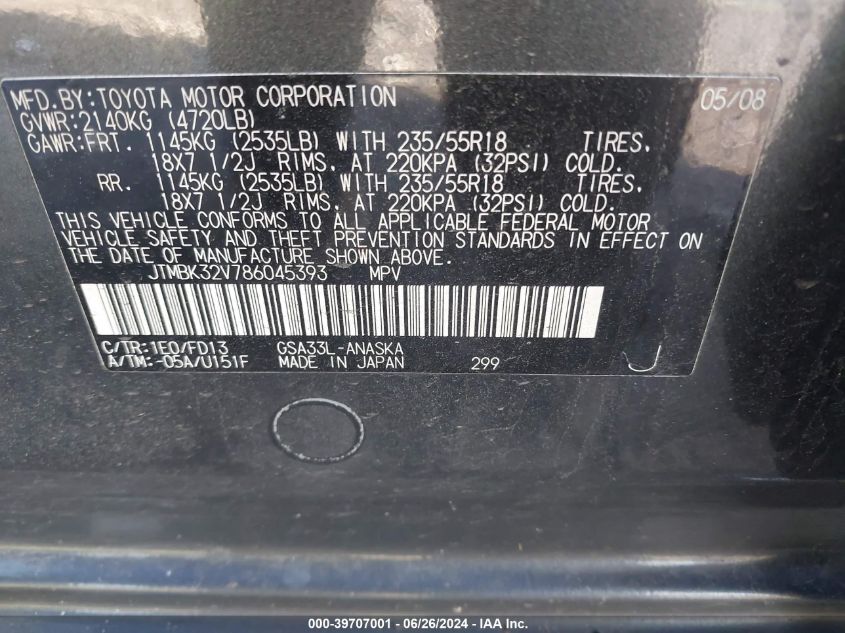 MFD.BY:TOYOTA MOTOR CORPORATION 05/08
GVWR:2140KG (4720LB)
GAWR:FRT. 1145KG (2535LB) WITH 235/55R18 TIRES,
18X7 1/2J RIMS, AT 220KPA (32PSI) COLD.
RR. 1145KG (2535LB) WITH 235/55R18 TIRES,
18X7 1/2J RIMS, AT 220KPA (32PSI) COLD.
THIS VEHICLE CONFORMS TO ALL APPLICABLE FEDERAL MOTOR
VEHICLE SAFETY AND THEFT PREVENTION STANDARDS IN EFFECT ON
THE DATE OF MANUFACTURE SHOWN ABOVE.
JTMBK32V786045393 MPV
C/TR:1E0/FD13 GSA33L-ANASKA
A/TM:-05A/U151F MADE IN JAPAN 299 J
000-39707001 - 06/26/2024 - IAA Inc.